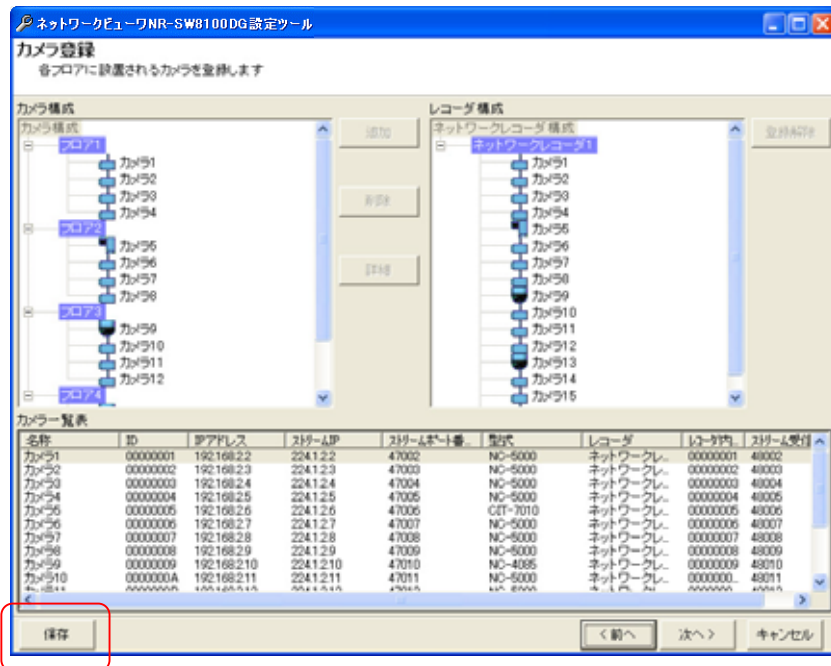 ネットワークビューワNR-SW8100DG設定ツール
カメラ登録
各フロアに設置されるカメラを登録します
カメラ構成
レコーダ構成
カメラ構成
フロア1
カメラ1
カメラ2
カメラ3
カメラ4
フロア2
カメラ5
カメラ6
カメラ7
カメラ8
フロア3
カメラ9
カメラ10
カメラ11
カメラ12
フロア4
追加
削除
詳細
ネットワークレコーダ構成
ネットワークレコーダ1
カメラ1
カメラ2
カメラ3
カメラ4
カメラ5
カメラ6
カメラ7
カメラ8
カメラ9
カメラ10
カメラ11
カメラ12
カメラ13
カメラ14
カメラ15
登録解除
カメラ一覧表
名称 ID IPアドレス ストリームIP ストリームポート番... 型式 レコーダ レコーダ内... ストリーム受信
カメラ1 00000001 192.168.2.2 224.1.2.2 47002 NC-5000 ネットワークレ... 00000001 48002
カメラ2 00000002 192.168.2.3 224.1.2.3 47003 NC-5000 ネットワークレ... 00000002 48003
カメラ3 00000003 192.168.2.4 224.1.2.4 47004 NC-5000 ネットワークレ... 00000003 48004
カメラ4 00000004 192.168.2.5 224.1.2.5 47005 NC-5000 ネットワークレ... 00000004 48005
カメラ5 00000005 192.168.2.6 224.1.2.6 47006 CIT-7010 ネットワークレ... 00000005 48006
カメラ6 00000006 192.168.2.7 224.1.2.7 47007 NC-5000 ネットワークレ... 00000006 48007
カメラ7 00000007 192.168.2.8 224.1.2.8 47008 NC-5000 ネットワークレ... 00000007 48008
カメラ8 00000008 192.168.2.9 224.1.2.9 47009 NC-5000 ネットワークレ... 00000008 48009
カメラ9 00000009 192.168.2.10 224.1.2.10 47010 NC-4085 ネットワークレ... 00000009 48010
カメラ10 0000000A 192.168.2.11 224.1.2.11 47011 NC-5000 ネットワークレ... 0000000... 48011
保存
< 前へ
次へ >
キャンセル